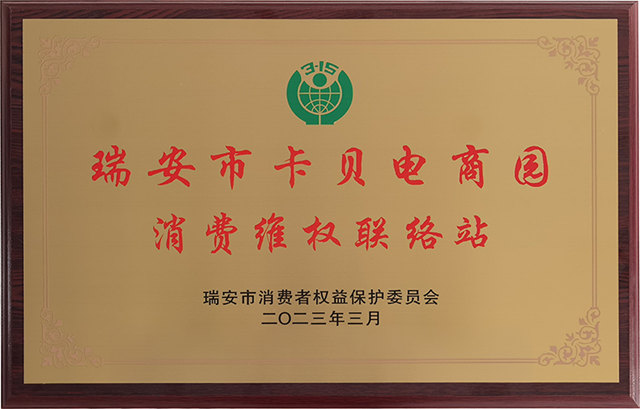 3·15
瑞安市卡贝电商园
消费维权联络站
瑞安市消费者权益保护委员会
二〇二三年三月